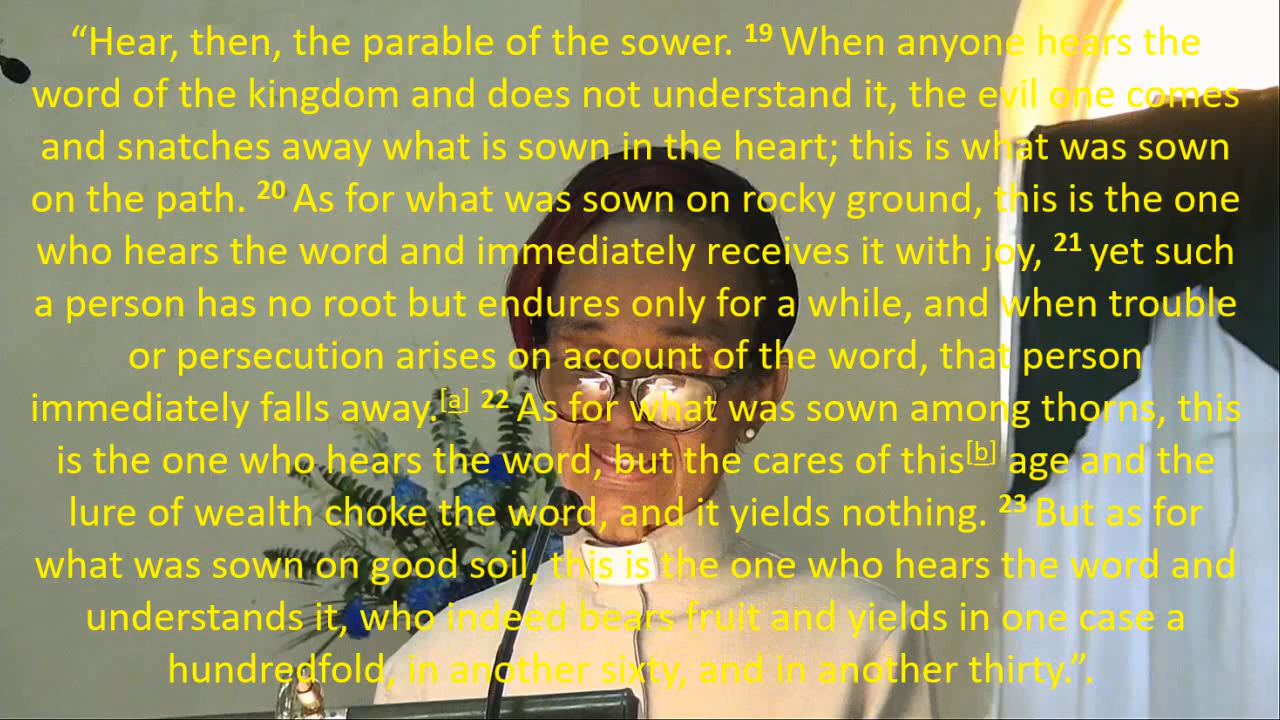 “Hear, then, the parable of the sower. 19 When anyone hears the
word of the kingdom and does not understand it, the evil one comes
and snatches away what is sown in the heart; this is what was sown
on the path. 20 As for what was sown on rocky ground, this is the one
who hears the word and immediately receives it with joy, 21 yet such
a person has no root but endures only for a while, and when trouble
or persecution arises on account of the word, that person
immediately falls away.[a] 22 As for what was sown among thorns, this
is the one who hears the word, but the cares of this[b] age and the
lure of wealth choke the word, and it yields nothing. 23 But as for
what was sown on good soil, this is the one who hears the word and
understands it, who indeed bears fruit and yields in one case a
hundredfold, in another sixty, and in another thirty.”.